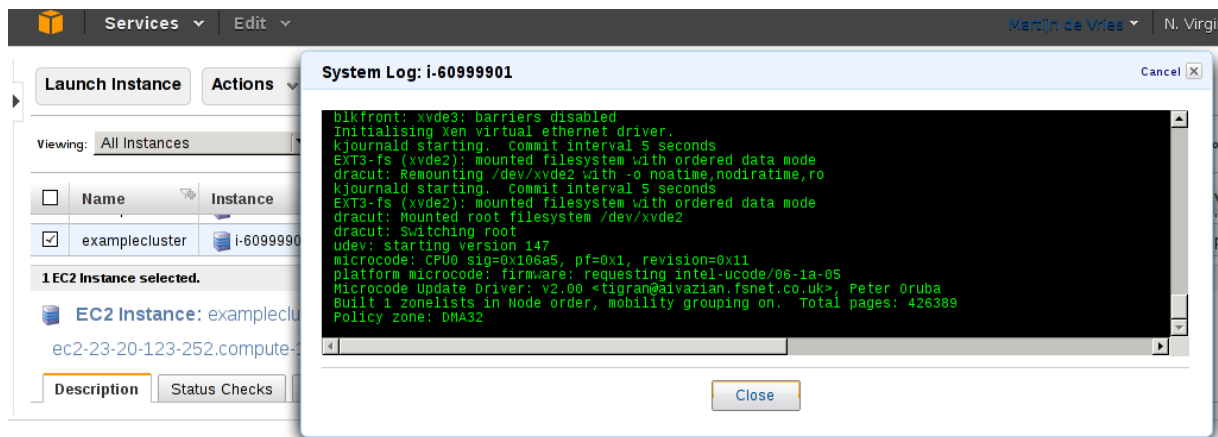 Services Edit Martijn de Vries N. Virgi
Launch Instance Actions
System Log: i-60999901 Cancel
Viewing: All Instances
Name Instance
examplecluster i-6099990
1 EC2 Instance selected.
EC2 Instance: exampleclu
ec2-23-20-123-252.compute-1
Description Status Checks
blkfront: xvde3: barriers disabled
Initialising Xen virtual ethernet driver.
kjournald starting.  Commit interval 5 seconds
EXT3-fs (xvde2): mounted filesystem with ordered data mode
dracut: Remounting /dev/xvde2 with -o noatime,nodiratime,ro
kjournald starting.  Commit interval 5 seconds
EXT3-fs (xvde2): mounted filesystem with ordered data mode
dracut: Mounted root filesystem /dev/xvde2
dracut: Switching root
udev: starting version 147
microcode: CPU0 sig=0x106a5, pf=0x1, revision=0x11
platform microcode: firmware: requesting intel-ucode/06-1a-05
Microcode Update Driver: v2.00 <tigran@aivazian.fsnet.co.uk>, Peter Oruba
Built 1 zonelists in Node order, mobility grouping on.  Total pages: 426389
Policy zone: DMA32
Close